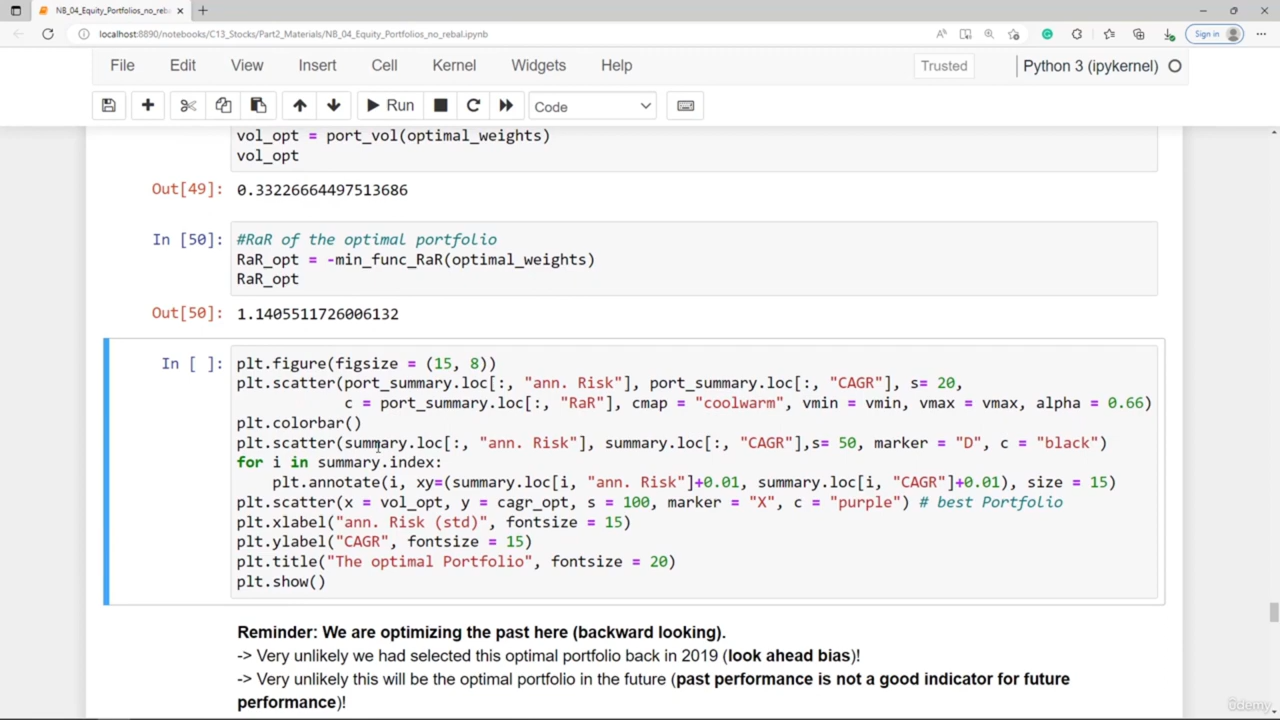 NB_04_Equity_Portfolios_no_reb
localhost:8890/notebooks/C13_Stocks/Part2_Materials/NB_04_Equity_Portfolios_no_rebal.ipynb
Sign in
File Edit View Insert Cell Kernel Widgets Help Trusted Python 3 (ipykernel)
Run Code
vol_opt = port_vol(optimal_weights)
vol_opt
Out[49]: 0.33226664497513686
In [50]: #RaR of the optimal portfolio
RaR_opt = -min_func_RaR(optimal_weights)
RaR_opt
Out[50]: 1.1405511726006132
In [ ]: plt.figure(figsize = (15, 8))
plt.scatter(port_summary.loc[:, "ann. Risk"], port_summary.loc[:, "CAGR"], s= 20,
c = port_summary.loc[:, "RaR"], cmap = "coolwarm", vmin = vmin, vmax = vmax, alpha = 0.66)
plt.colorbar()
plt.scatter(summary.loc[:, "ann. Risk"], summary.loc[:, "CAGR"],s= 50, marker = "D", c = "black")
for i in summary.index:
plt.annotate(i, xy=(summary.loc[i, "ann. Risk"]+0.01, summary.loc[i, "CAGR"]+0.01), size = 15)
plt.scatter(x = vol_opt, y = cagr_opt, s = 100, marker = "X", c = "purple") # best Portfolio
plt.xlabel("ann. Risk (std)", fontsize = 15)
plt.ylabel("CAGR", fontsize = 15)
plt.title("The optimal Portfolio", fontsize = 20)
plt.show()
Reminder: We are optimizing the past here (backward looking).
-> Very unlikely we had selected this optimal portfolio back in 2019 (look ahead bias)!
-> Very unlikely this will be the optimal portfolio in the future (past performance is not a good indicator for future
performance)!
ûdemy